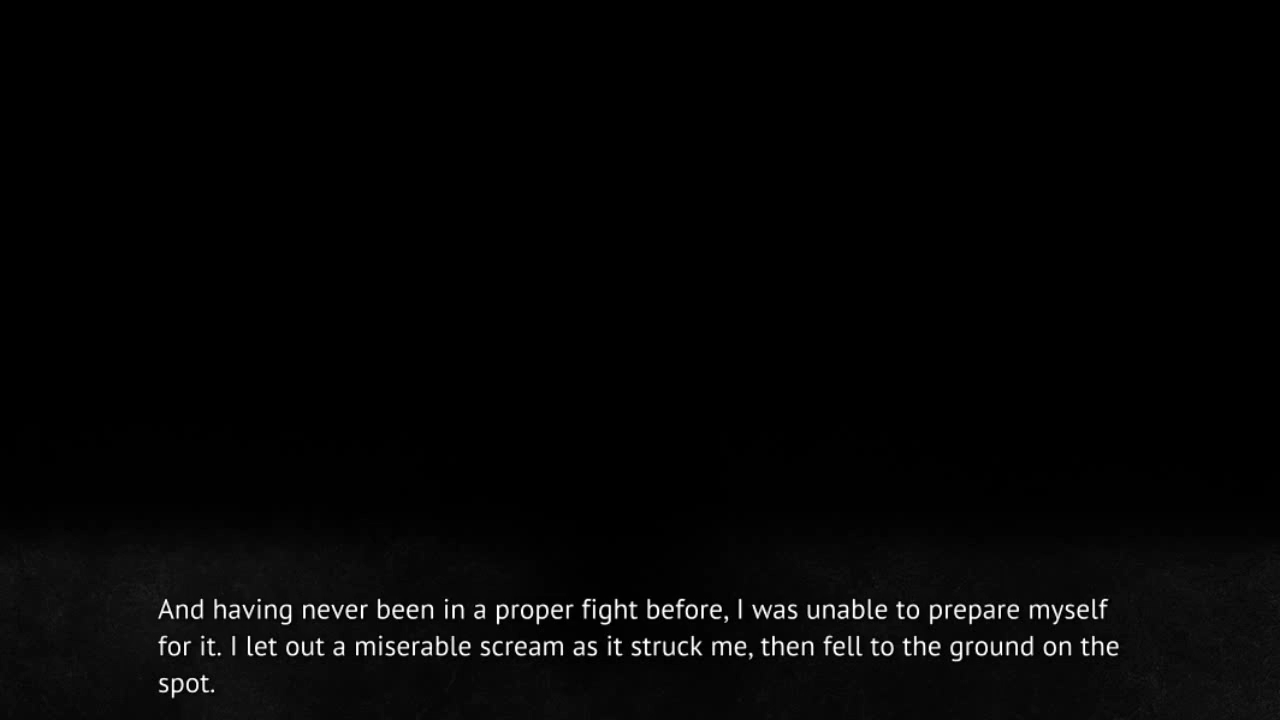 And having never been in a proper fight before, I was unable to prepare myself
for it. I let out a miserable scream as it struck me, then fell to the ground on the
spot.